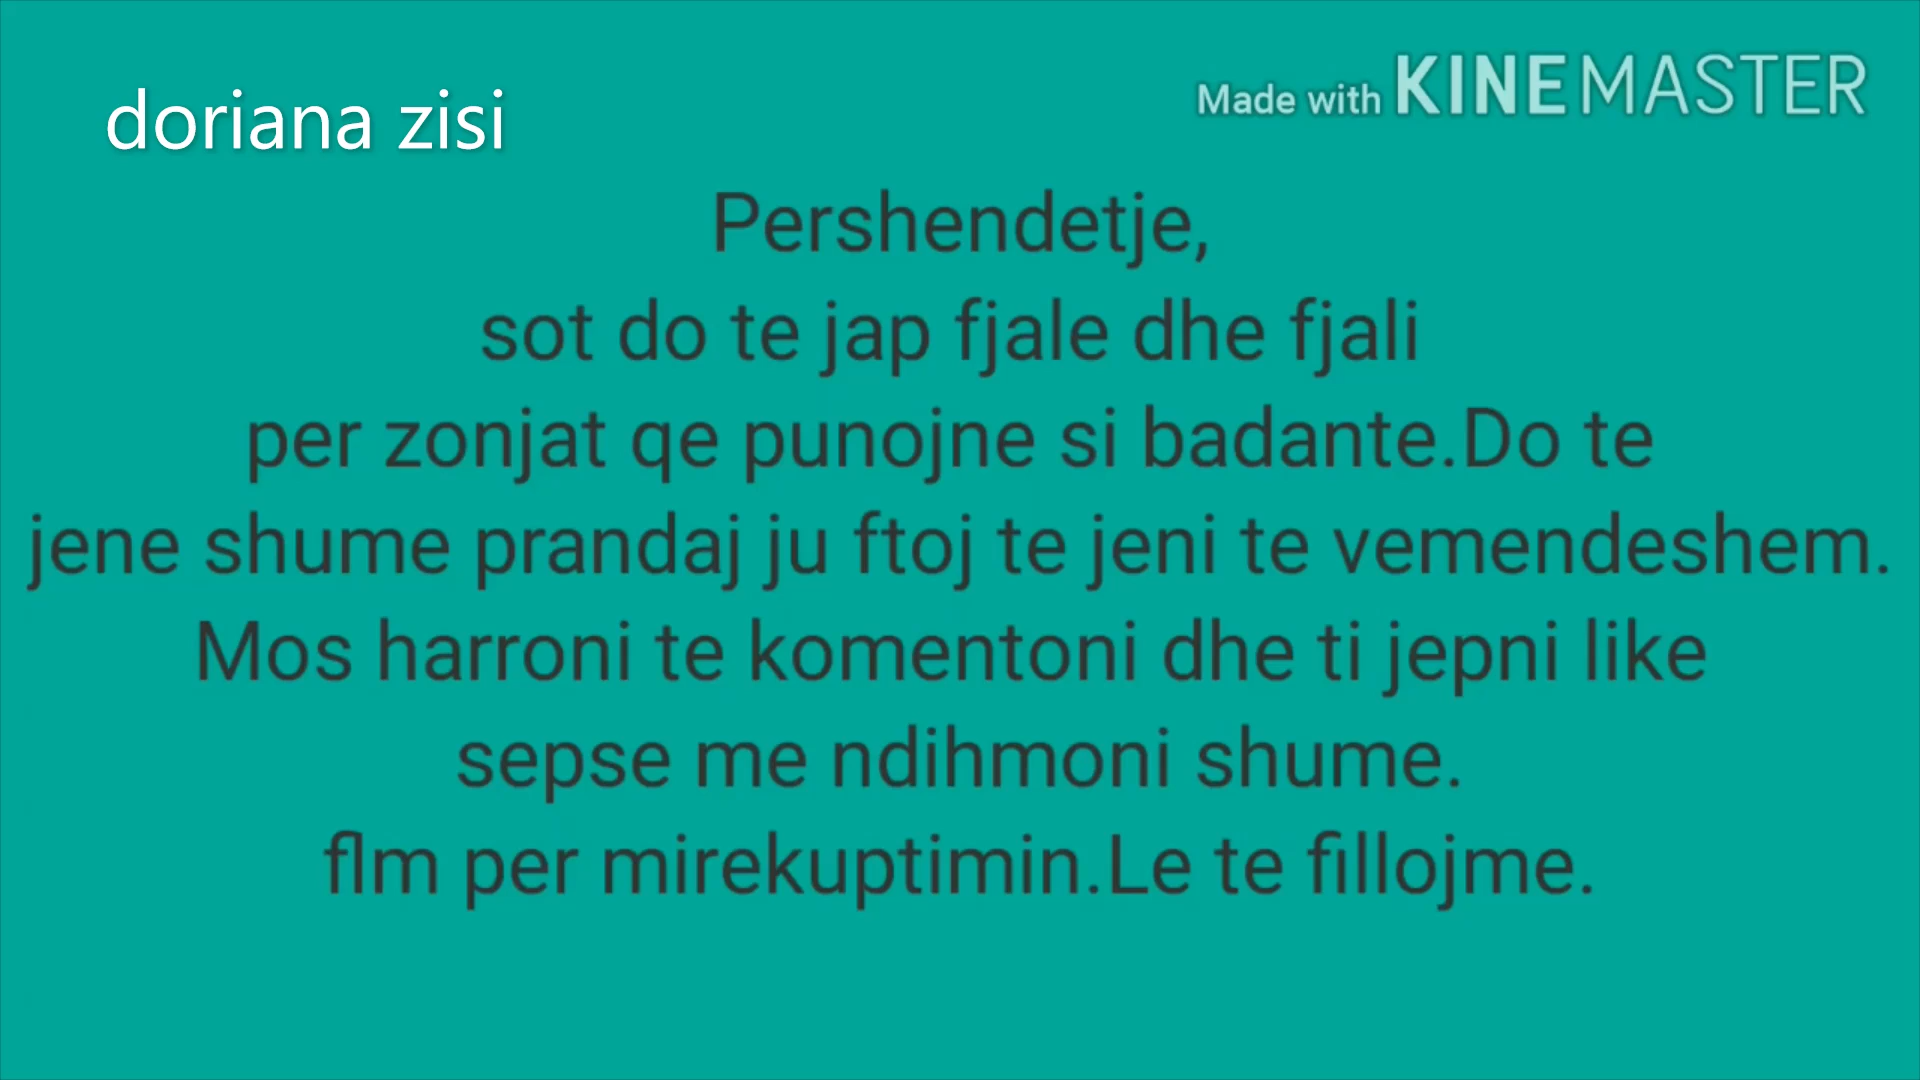 doriana zisi
Made with KINEMASTER
Pershendetje,
sot do te jap fjale dhe fjali
per zonjat qe punojne si badante.Do te
jene shume prandaj ju ftoj te jeni te vemendeshem.
Mos harroni te komentoni dhe ti jepni like
sepse me ndihmoni shume.
flm per mirekuptimin.Le te fillojme.